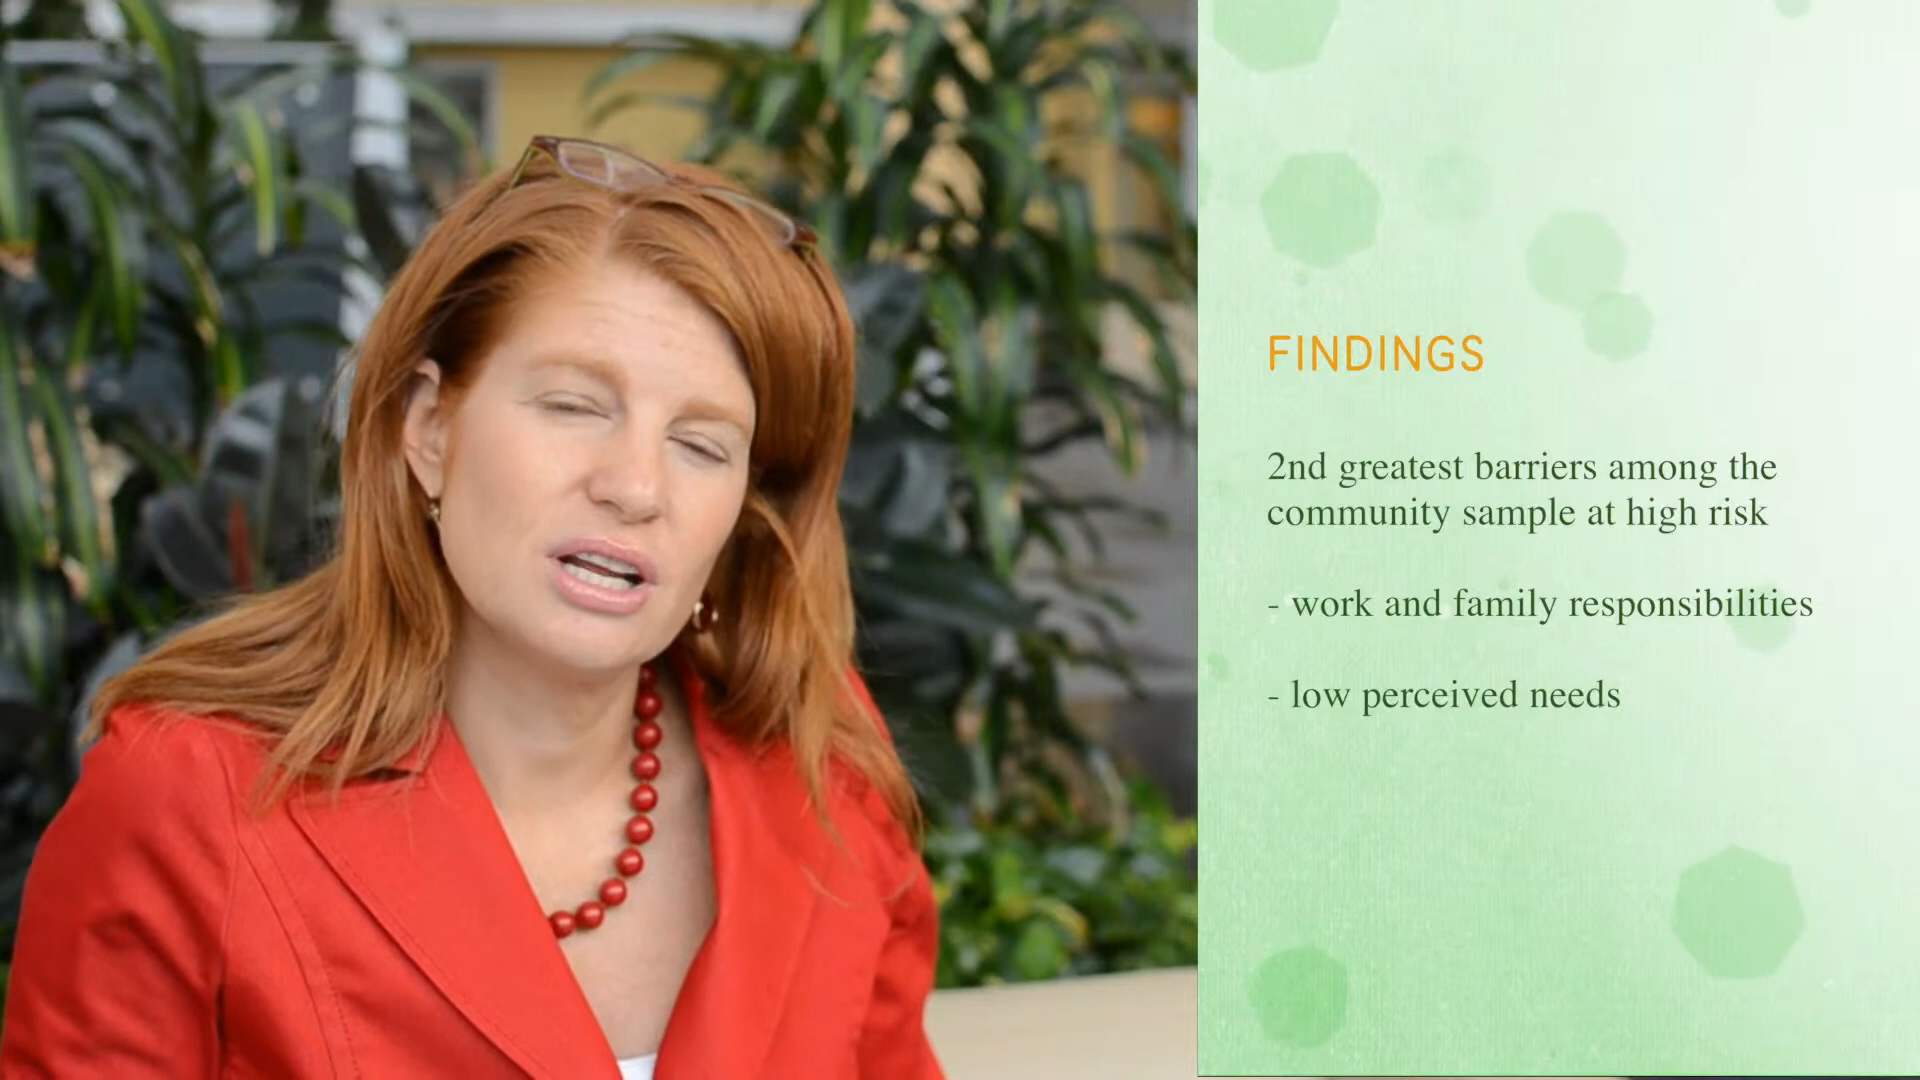 FINDINGS
2nd greatest barriers among the
community sample at high risk
- work and family responsibilities
- low perceived needs